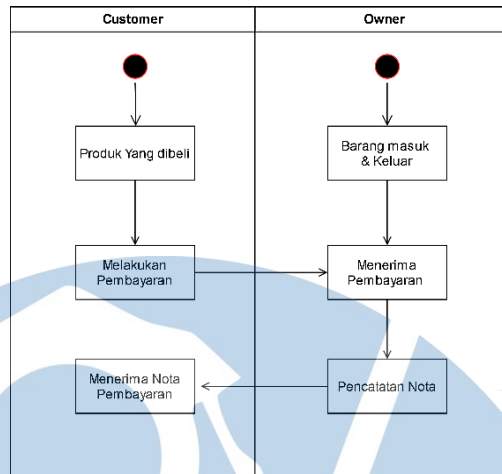 Customer
Owner
Produk Yang dibeli
Barang masuk
& Keluar
Melakukan
Pembayaran
Menerima
Pembayaran
Menerima Nota
Pembayaran
Pencatatan Nota